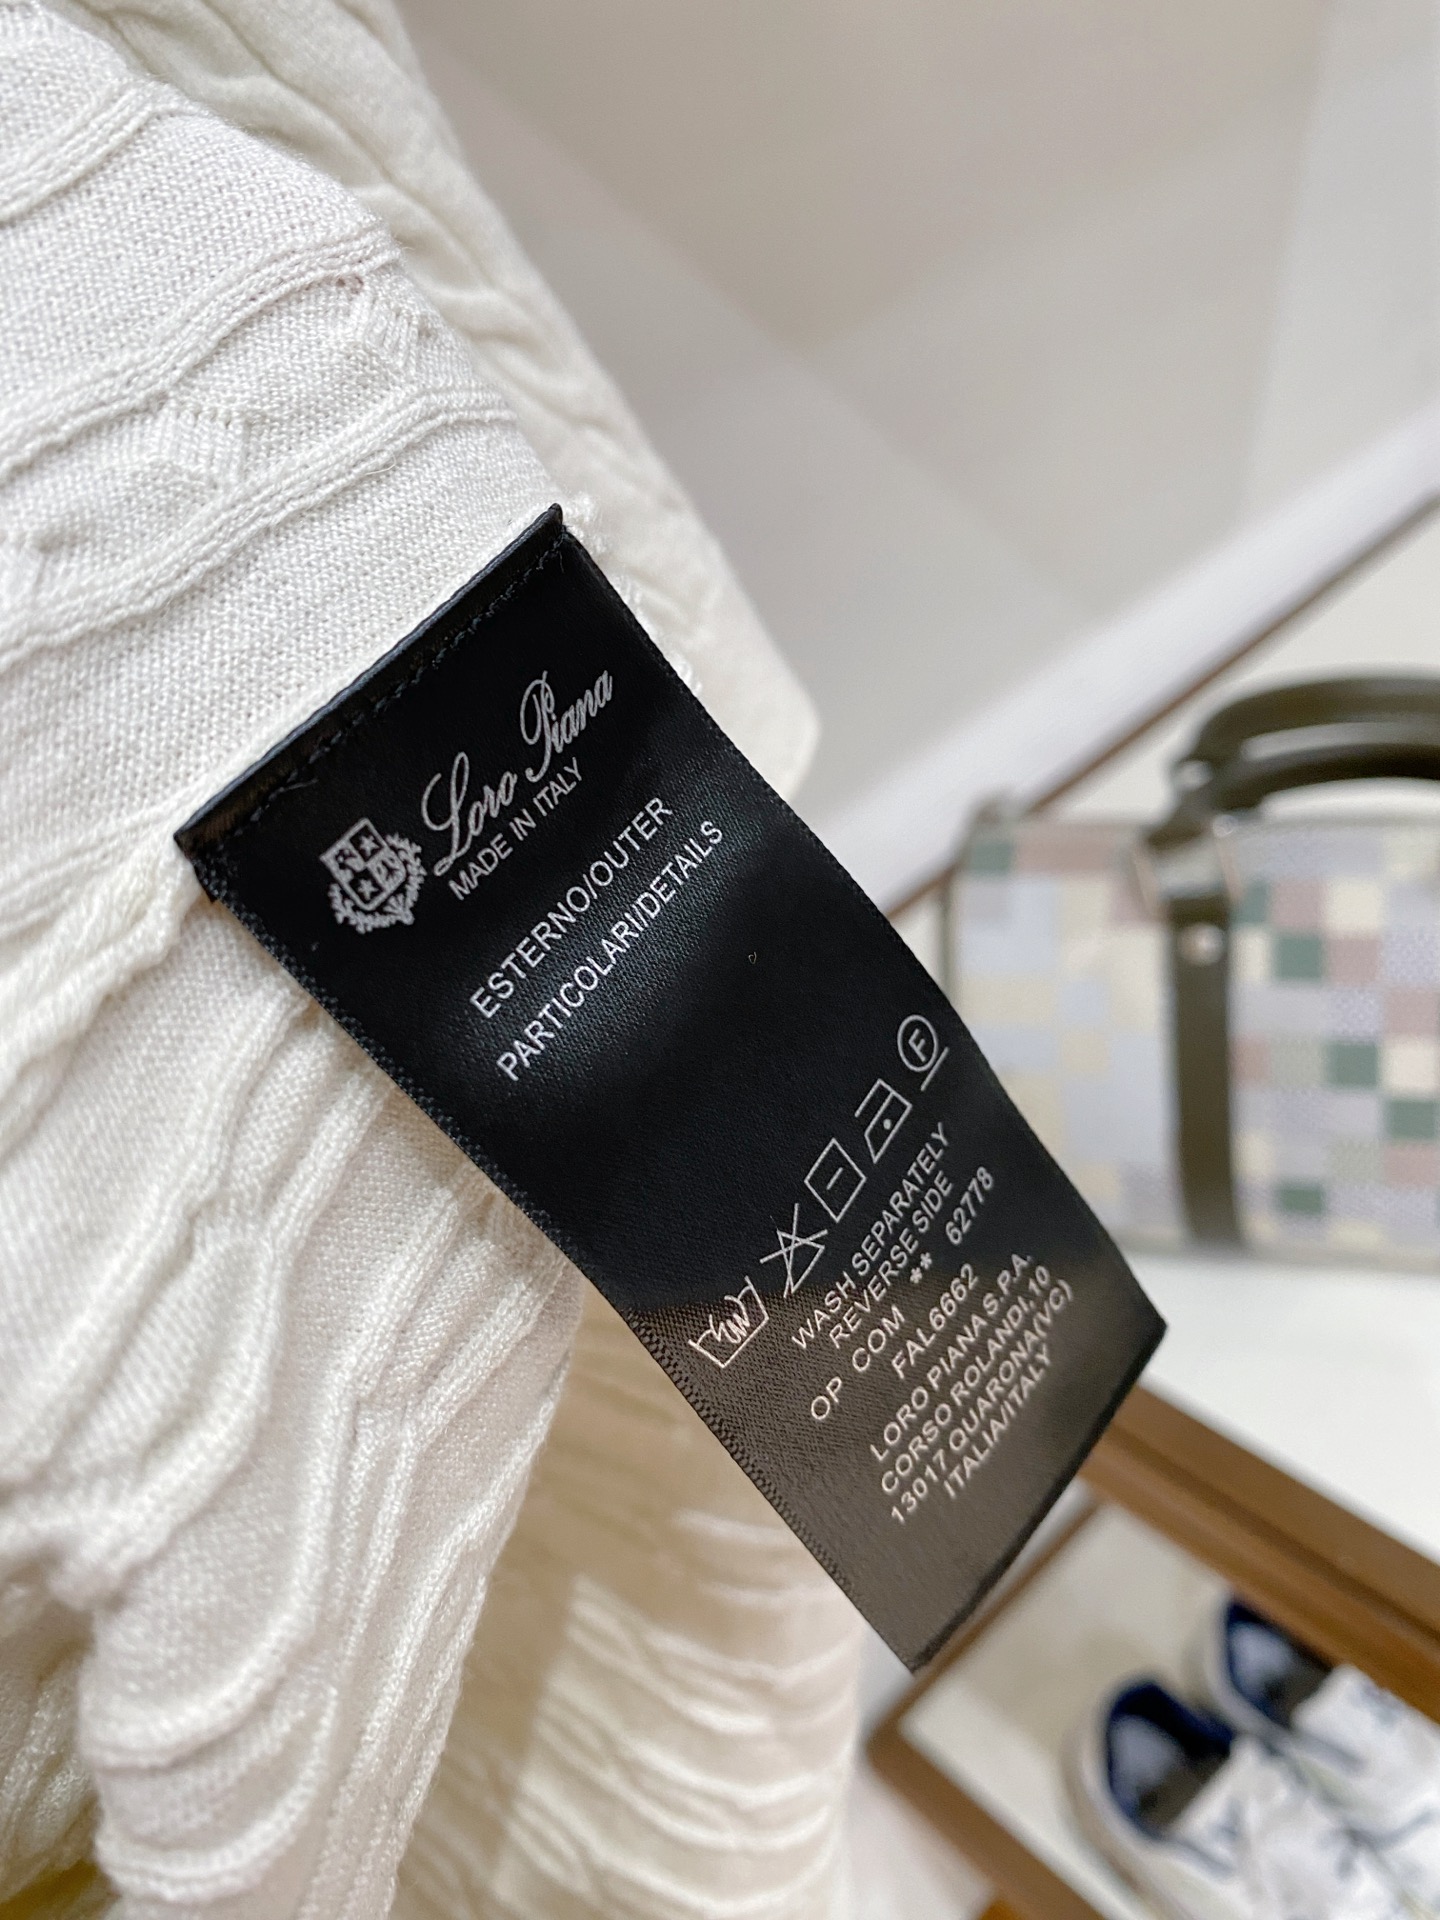 Loro Piana
MADE IN ITALY
ESTERNO/OUTER
PARTICOLARI/DETAILS
F
WASH SEPARATELY
REVERSE SIDE
OP COM ** 62778
FAL6662
LORO PIANA S.P.A.
CORSO ROLANDI,10
13017 QUARONA(VC)
ITALIA/ITALY